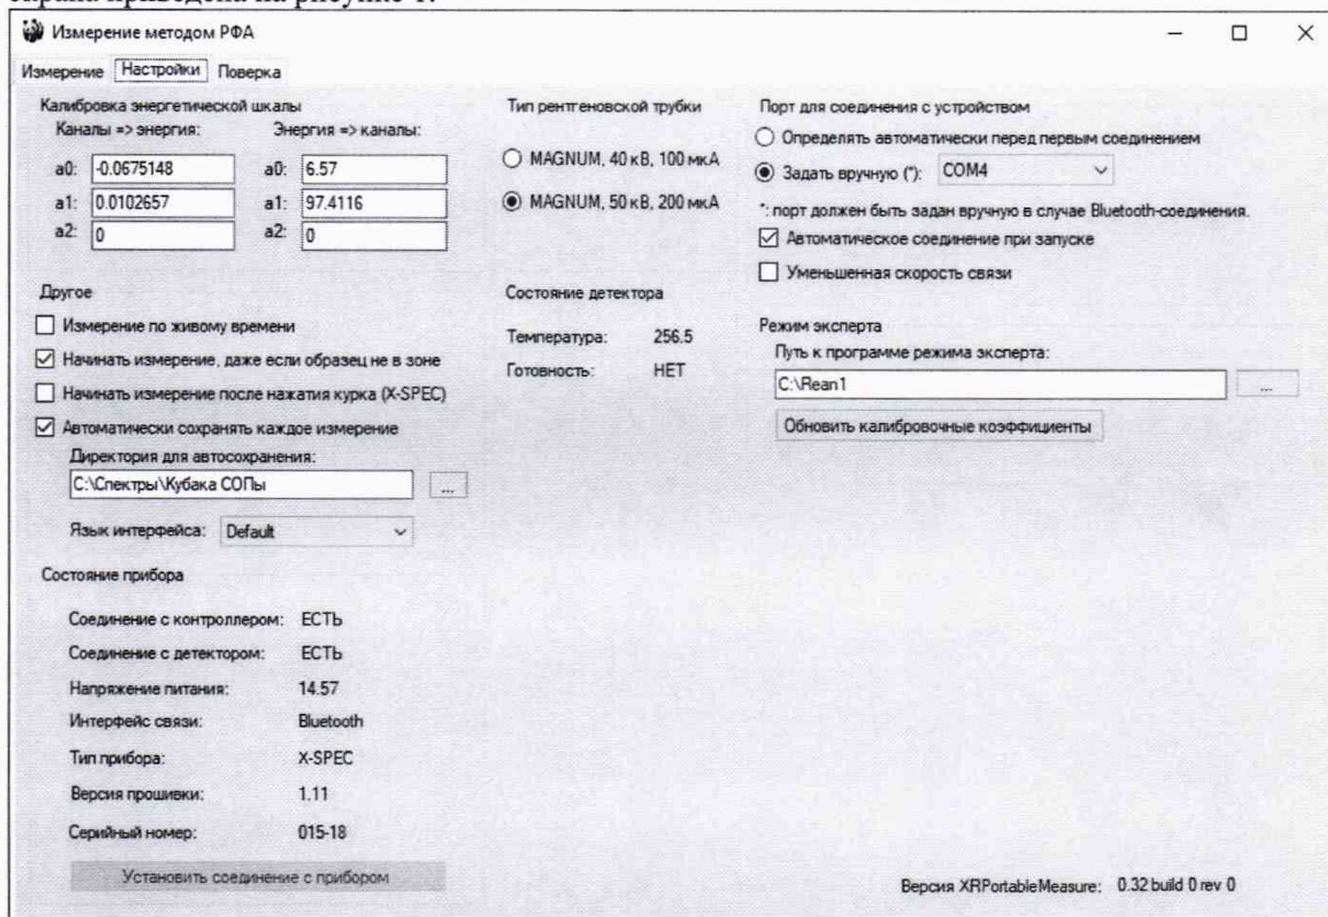 Измерение методом РФА
Измерение Настройки Поверка
Калибровка энергетической шкалы
Каналы => энергия: Энергия => каналы:
a0: -0.0675148 a0: 6.57
a1: 0.0102657 a1: 97.4116
a2: 0 a2: 0
Тип рентгеновской трубки
MAGNUM, 40 кВ, 100 мкА
MAGNUM, 50 кВ, 200 мкА
Порт для соединения с устройством
Определять автоматически перед первым соединением
Задать вручную (*): COM4
*: порт должен быть задан вручную в случае Bluetooth-соединения.
Автоматическое соединение при запуске
Уменьшенная скорость связи
Другое
Измерение по живому времени
Начинать измерение, даже если образец не в зоне
Начинать измерение после нажатия курка (X-SPEC)
Автоматически сохранять каждое измерение
Директория для автосохранения:
C:\Спектры\Кубака СОПы ...
Язык интерфейса: Default
Состояние детектора
Температура: 256.5
Готовность: НЕТ
Режим эксперта
Путь к программе режима эксперта:
C:\Rean1 ...
Обновить калибровочные коэффициенты
Состояние прибора
Соединение с контроллером: ЕСТЬ
Соединение с детектором: ЕСТЬ
Напряжение питания: 14.57
Интерфейс связи: Bluetooth
Тип прибора: X-SPEC
Версия прошивки: 1.11
Серийный номер: 015-18
Установить соединение с прибором
Версия XRPortableMeasure: 0.32 build 0 rev 0